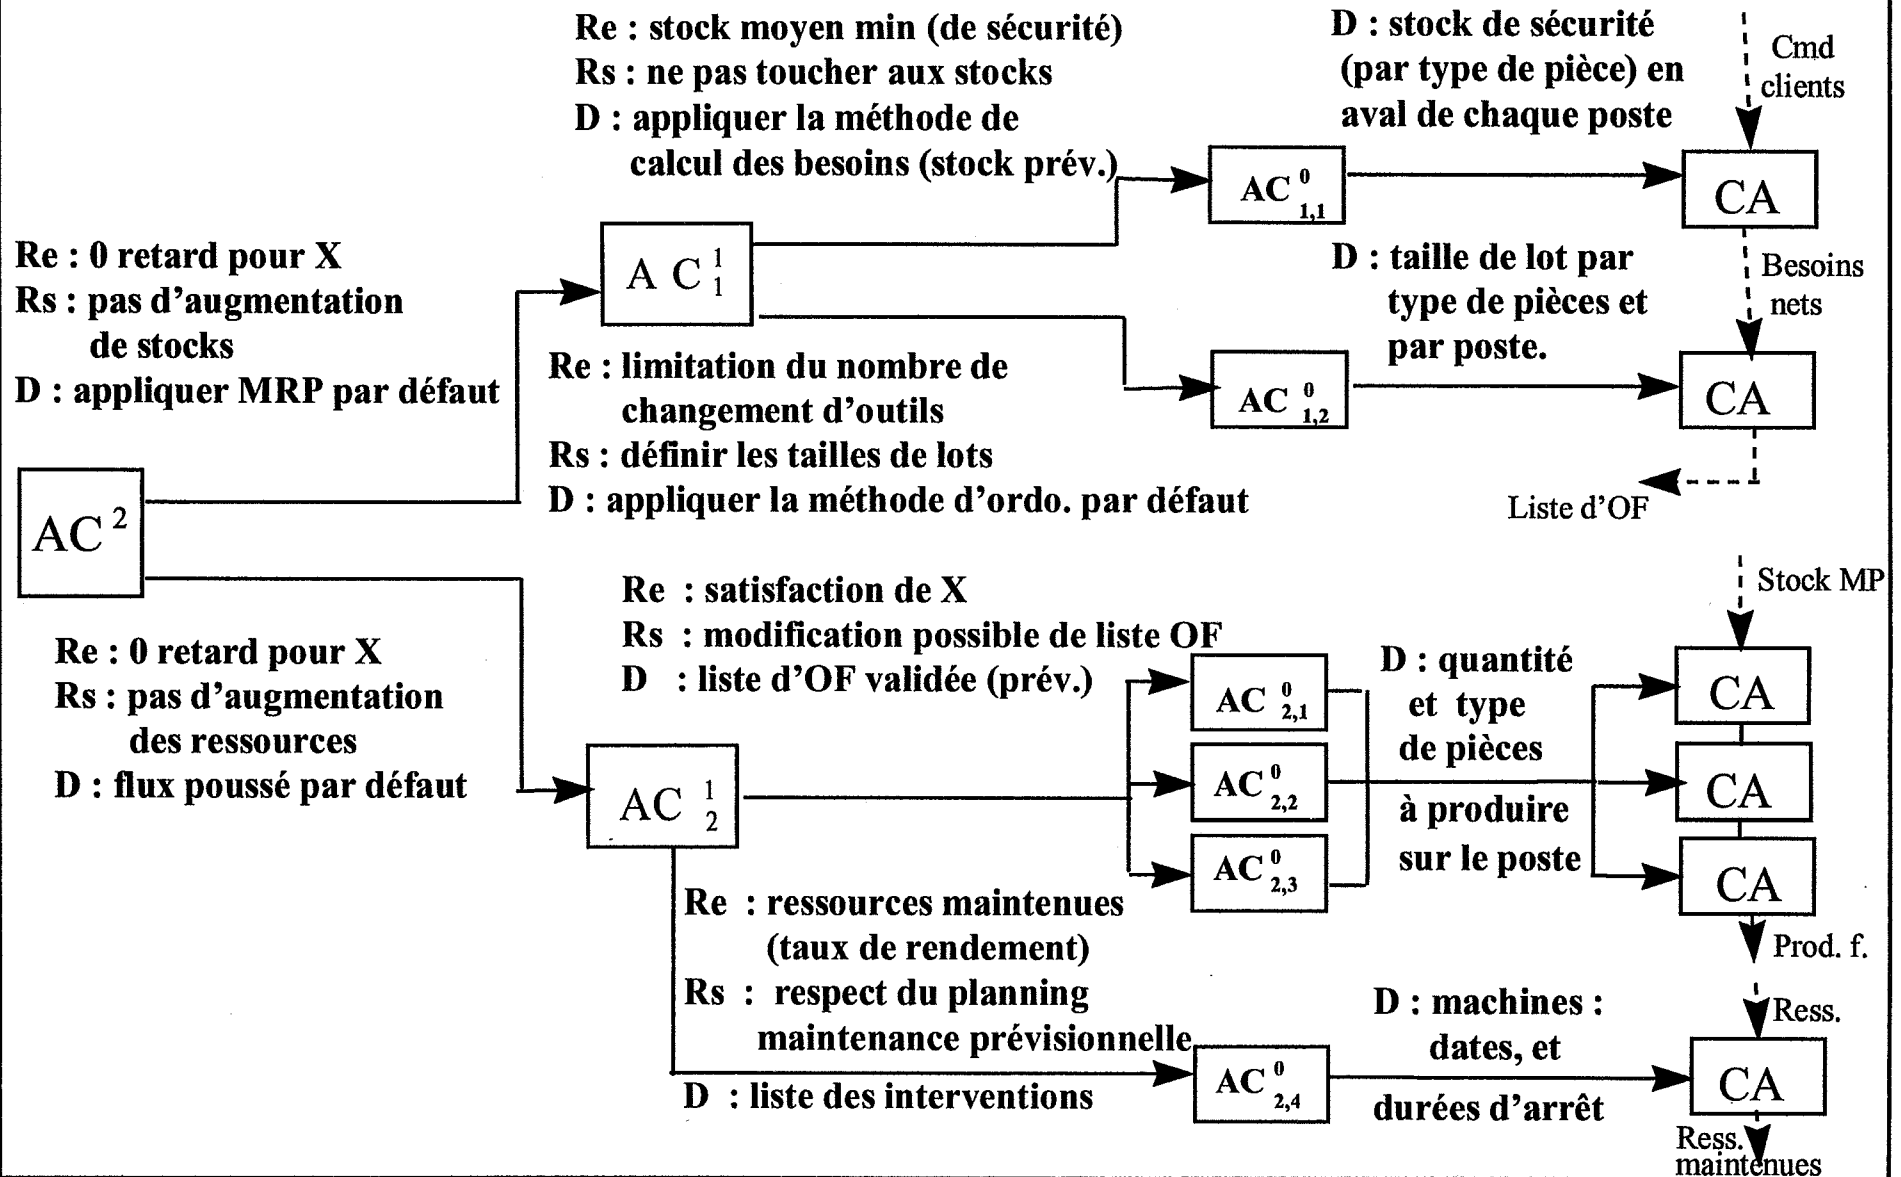 Re : stock moyen min (de sécurité)
Rs : ne pas toucher aux stocks
D : appliquer la méthode de
calcul des besoins (stock prév.)
D : stock de sécurité
(par type de pièce) en
aval de chaque poste
Cmd
clients
AC 0 1,1
CA
Re : 0 retard pour X
Rs : pas d'augmentation
de stocks
D : appliquer MRP par défaut
A C 1 1
D : taille de lot par
type de pièces et
par poste.
Besoins
nets
Re : limitation du nombre de
changement d'outils
Rs : définir les tailles de lots
D : appliquer la méthode d'ordo. par défaut
AC 0 1,2
CA
Liste d'OF
AC 2
Re : satisfaction de X
Rs : modification possible de liste OF
D : liste d'OF validée (prév.)
Stock MP
Re : 0 retard pour X
Rs : pas d'augmentation
des ressources
D : flux poussé par défaut
AC 1 2
AC 0 2,1
AC 0 2,2
AC 0 2,3
D : quantité
et type
de pièces
à produire
sur le poste
CA
CA
CA
Prod. f.
Re : ressources maintenues
(taux de rendement)
Rs : respect du planning
maintenance prévisionnelle
D : liste des interventions
AC 0 2,4
D : machines :
dates, et
durées d'arrêt
Ress.
CA
Ress.
maintenues